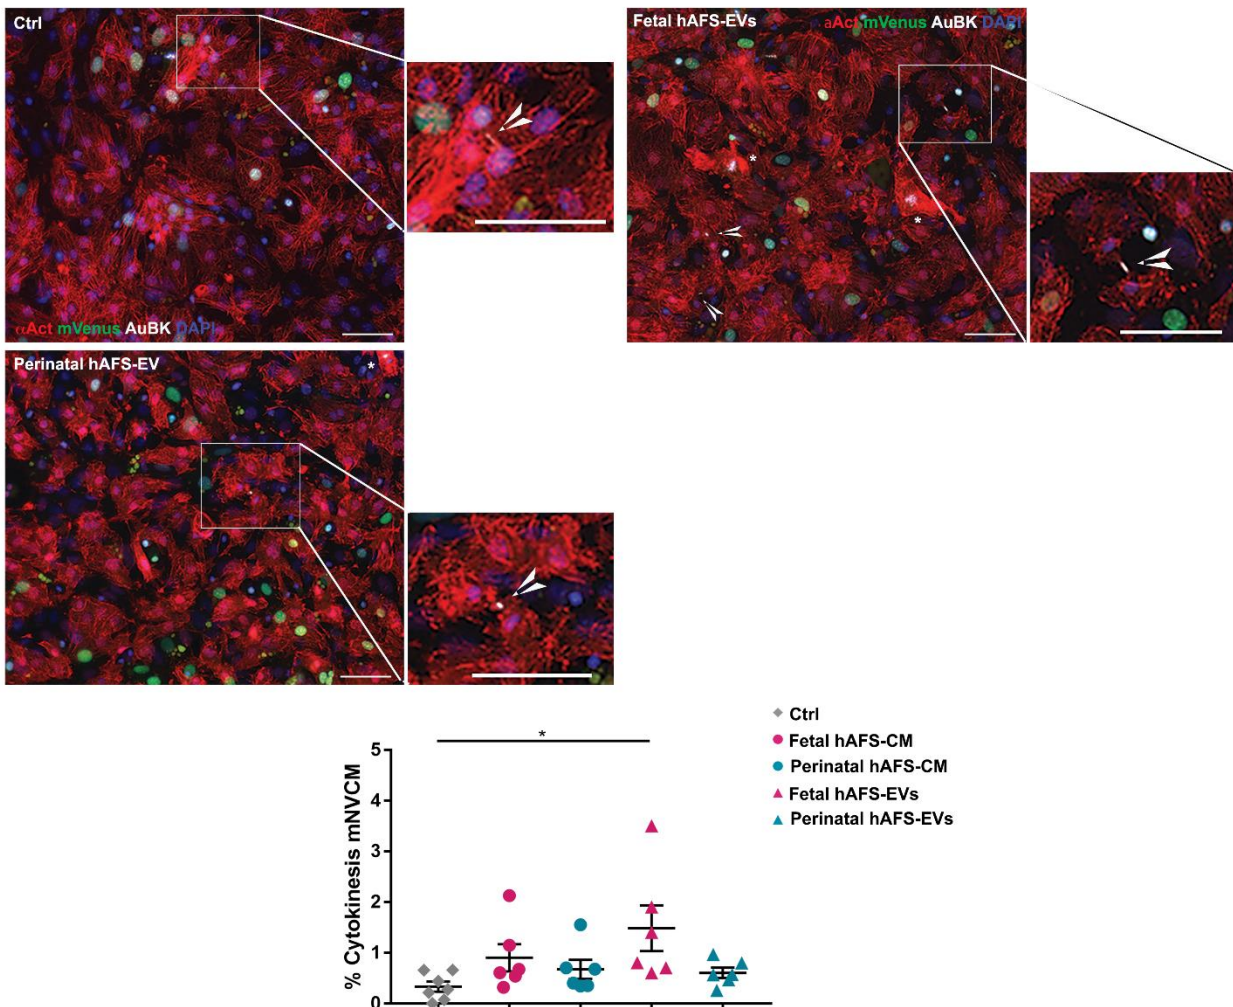 Ctrl
αAct mVenus AuBK DAPI
Fetal hAFS-EVs
aAct mVenus AuBK DAPI
*
*
Perinatal hAFS-EV
*
*
% Cytokinesis mNVCM
5
4
3
2
1
0
Ctrl
Fetal hAFS-CM
Perinatal hAFS-CM
Fetal hAFS-EVs
Perinatal hAFS-EVs